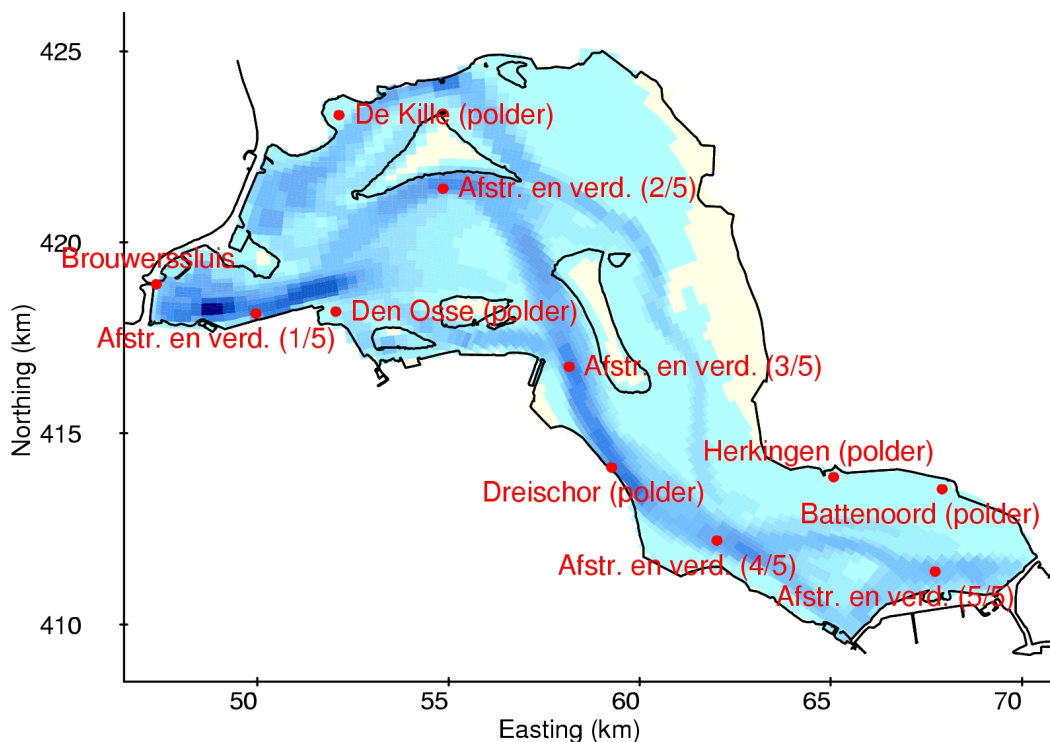 425
De Kille (polder)
Afstr. en verd. (2/5)
420
Brouwerssluis
Den Osse (polder)
Afstr. en verd. (1/5)
Afstr. en verd. (3/5)
Northing (km)
415
Herkingen (polder)
Dreischor (polder)
Battenoord (polder)
Afstr. en verd. (4/5)
Afstr. en verd. (5/5)
410
50 55 60 65 70
Easting (km)